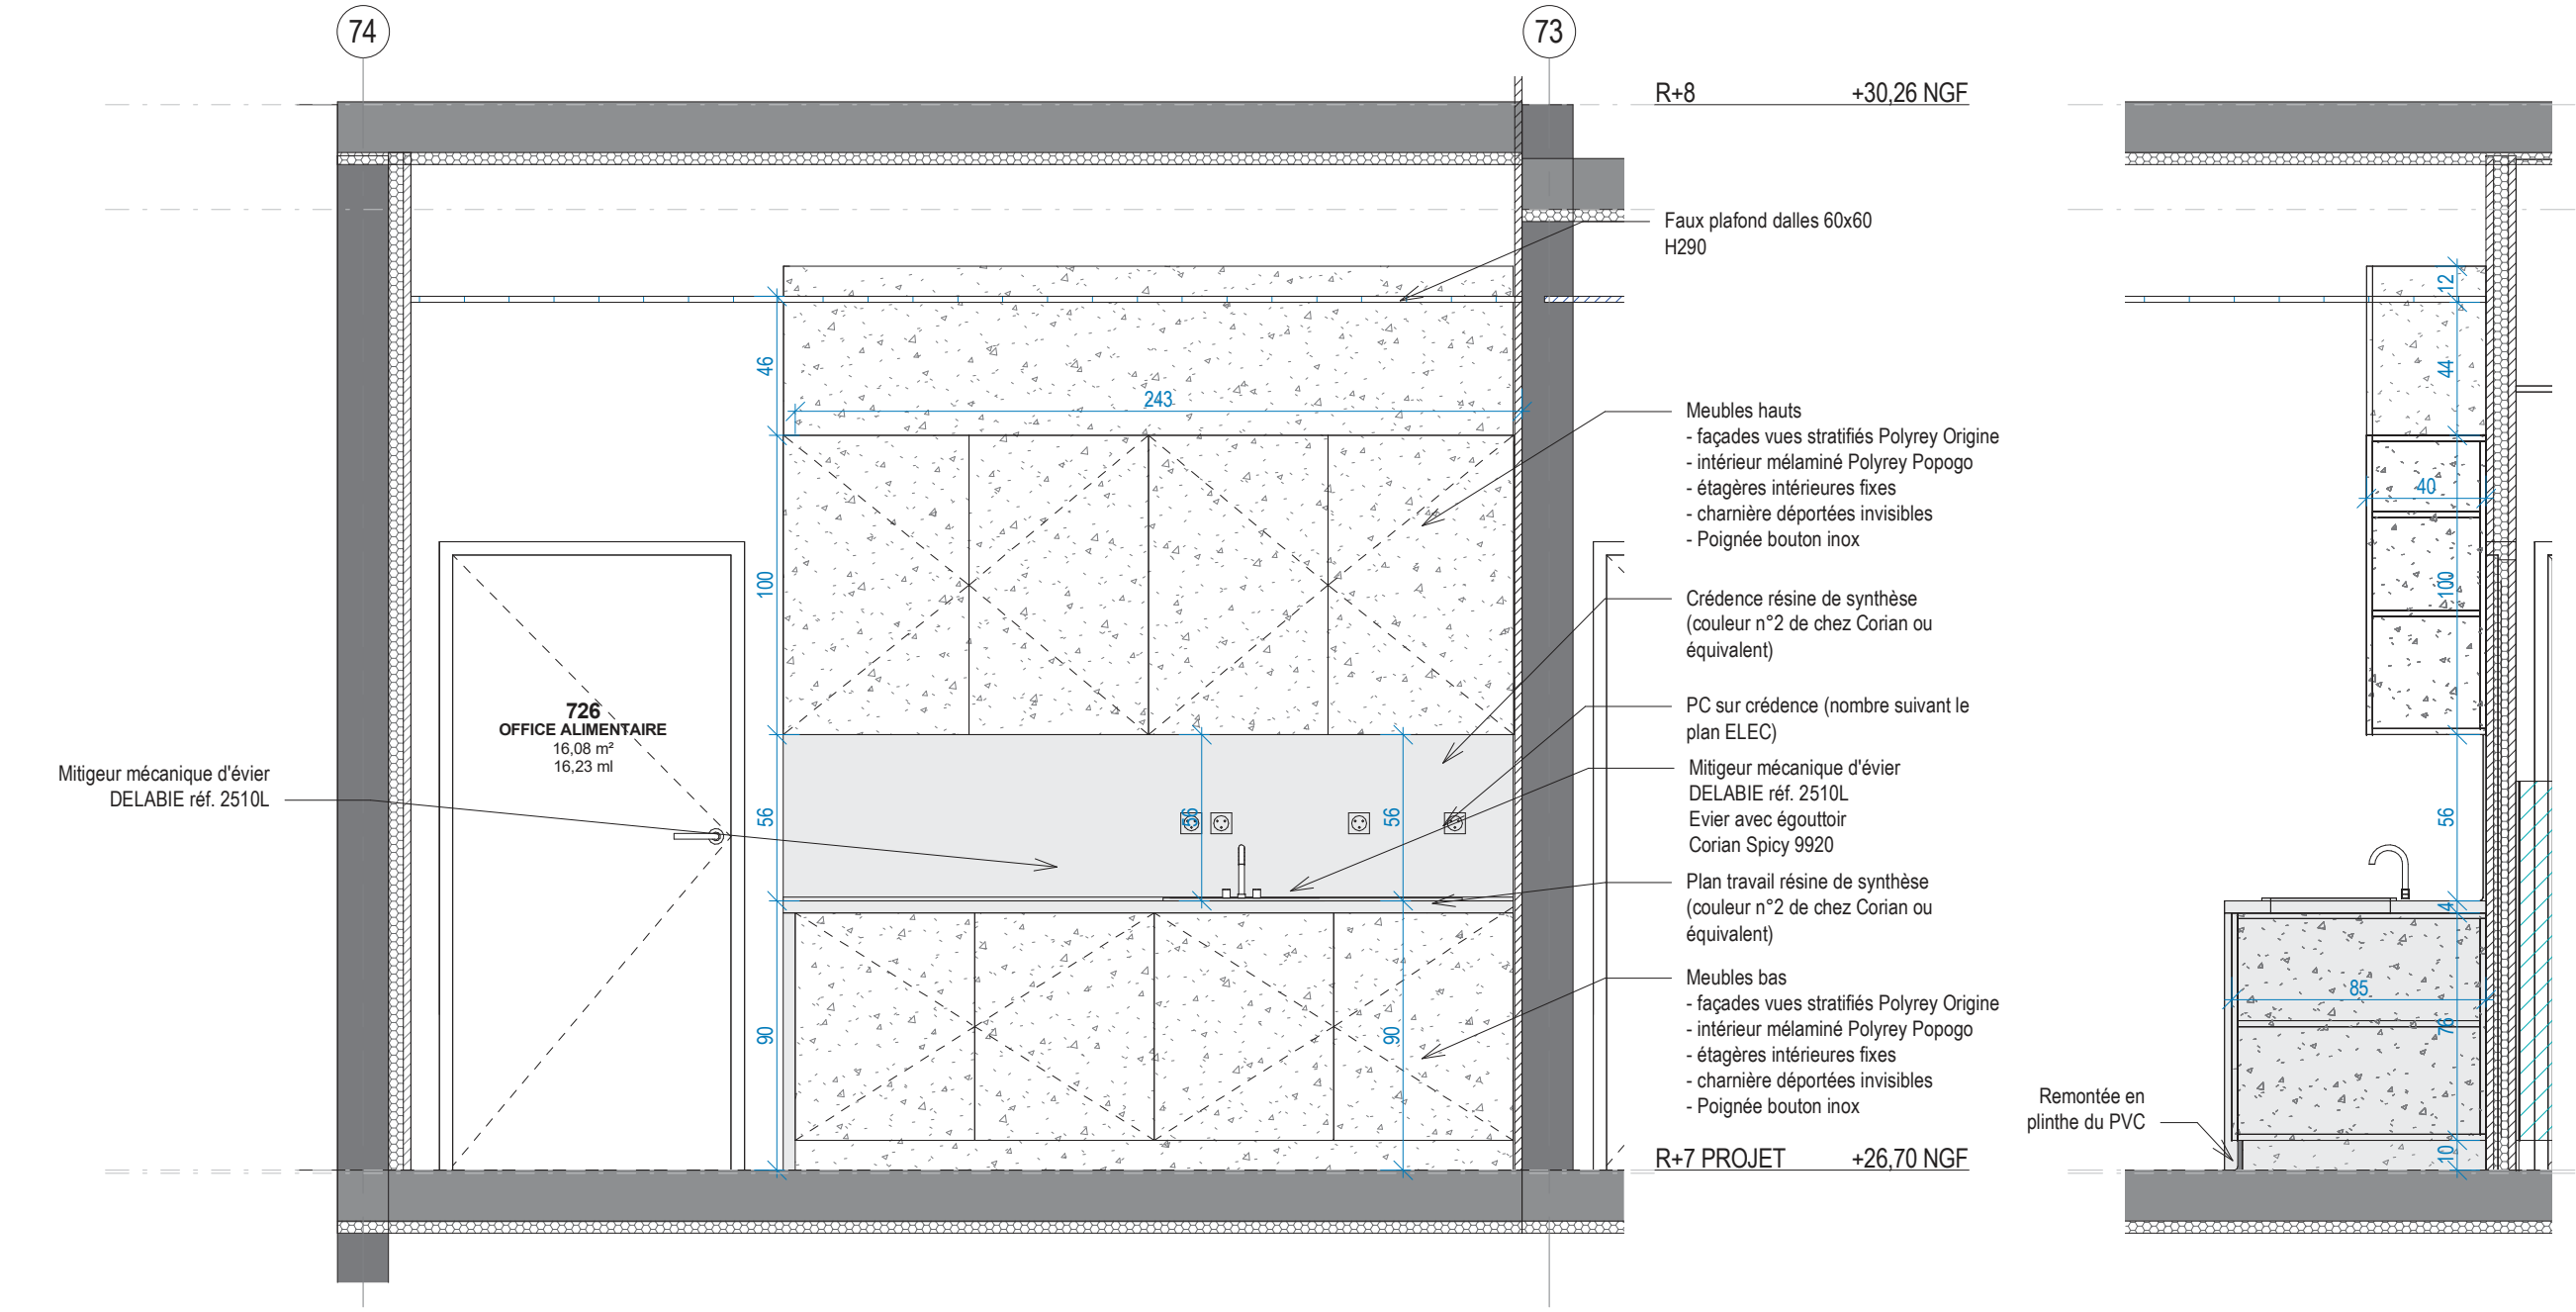 74
73
R+8 +30,26 NGF
Faux plafond dalles 60x60
H290
12
46
44
243
Meubles hauts
- façades vues stratifiés Polyrey Origine
- intérieur mélaminé Polyrey Popogo
- étagères intérieures fixes
- charnière déportées invisibles
- Poignée bouton inox
40
100
100
Crédence résine de synthèse
(couleur n°2 de chez Corian ou
équivalent)
726
OFFICE ALIMENTAIRE
16,08 m²
16,23 ml
PC sur crédence (nombre suivant le
plan ELEC)
Mitigeur mécanique d'évier
DELABIE réf. 2510L
Mitigeur mécanique d'évier
DELABIE réf. 2510L
Evier avec égouttoir
Corian Spicy 9920
56
56
56
56
Plan travail résine de synthèse
(couleur n°2 de chez Corian ou
équivalent)
4
Meubles bas
- façades vues stratifiés Polyrey Origine
- intérieur mélaminé Polyrey Popogo
- étagères intérieures fixes
- charnière déportées invisibles
- Poignée bouton inox
85
90
90
76
Remontée en
plinthe du PVC
R+7 PROJET +26,70 NGF
10